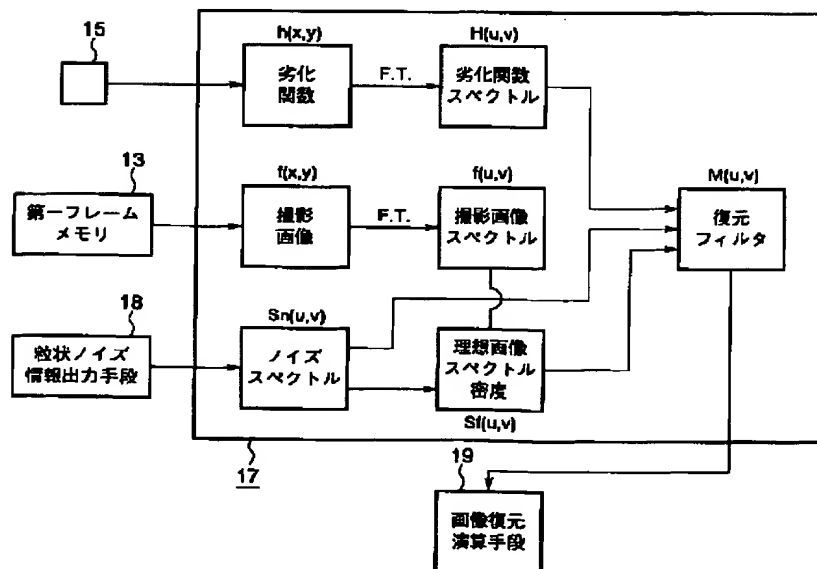 15
h(x,y)
劣化
関数
F.T.
H(u,v)
劣化関数
スペクトル
13
第一フレーム
メモリ
f(x,y)
撮影
画像
F.T.
f(u,v)
撮影画像
スペクトル
M(u,v)
復元
フィルタ
18
粒状ノイズ
情報出力手段
Sn(u,v)
ノイズ
スペクトル
理想画像
スペクトル
密度
Sf(u,v)
17
19
画像復元
演算手段